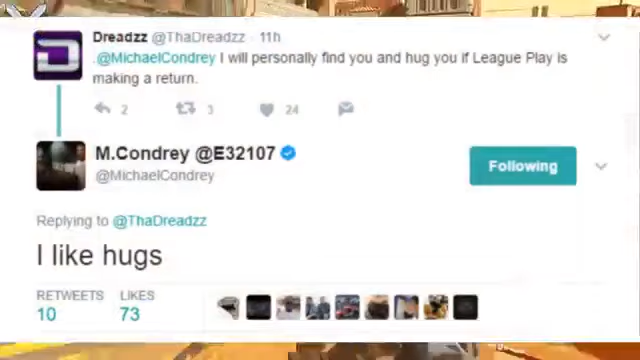 Dreadzz @ThaDreadzz · 11h
.@MichaelCondrey I will personally find you and hug you if League Play is
making a return.
2 3 24
M.Condrey @E32107
@MichaelCondrey
Following
Replying to @ThaDreadzz
I like hugs
RETWEETS LIKES
10 73